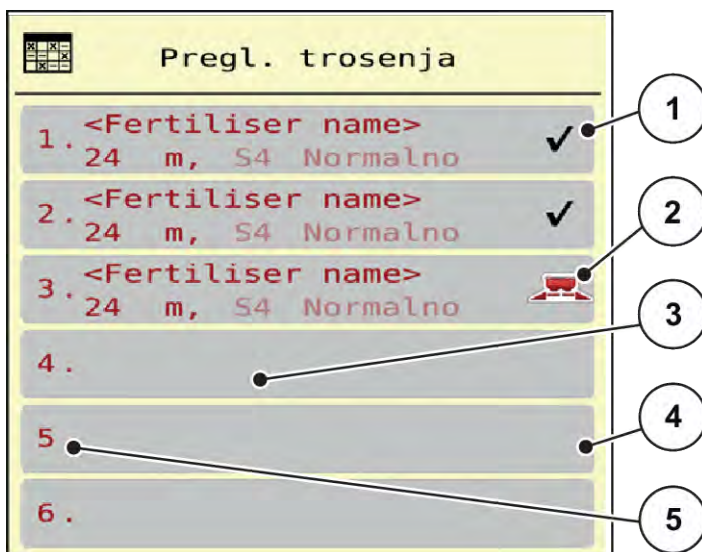 Pregl. trosenja
1. <Fertiliser name>
24 m, S4 Normalno
2. <Fertiliser name>
24 m, S4 Normalno
3. <Fertiliser name>
24 m, S4 Normalno
4.
5
6.
1
2
3
4
5